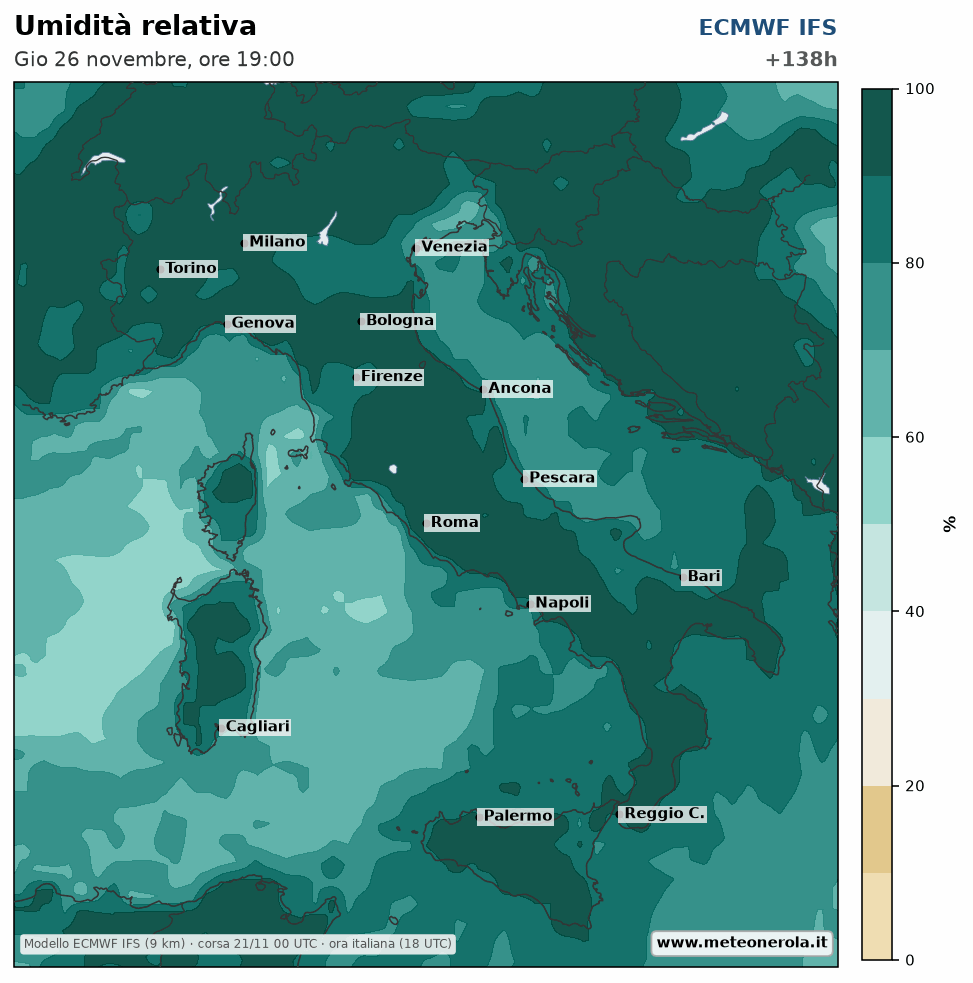 Umidità relativa
ECMWF IFS
Gio 26 novembre, ore 19:00
+138h
100
80
60
40
20
0
%
Milano
Venezia
Torino
Genova
Bologna
Firenze
Ancona
Pescara
Roma
Bari
Napoli
Cagliari
Palermo
Reggio C.
Modello ECMWF IFS (9 km) · corsa 21/11 00 UTC · ora italiana (18 UTC)
www.meteonerola.it